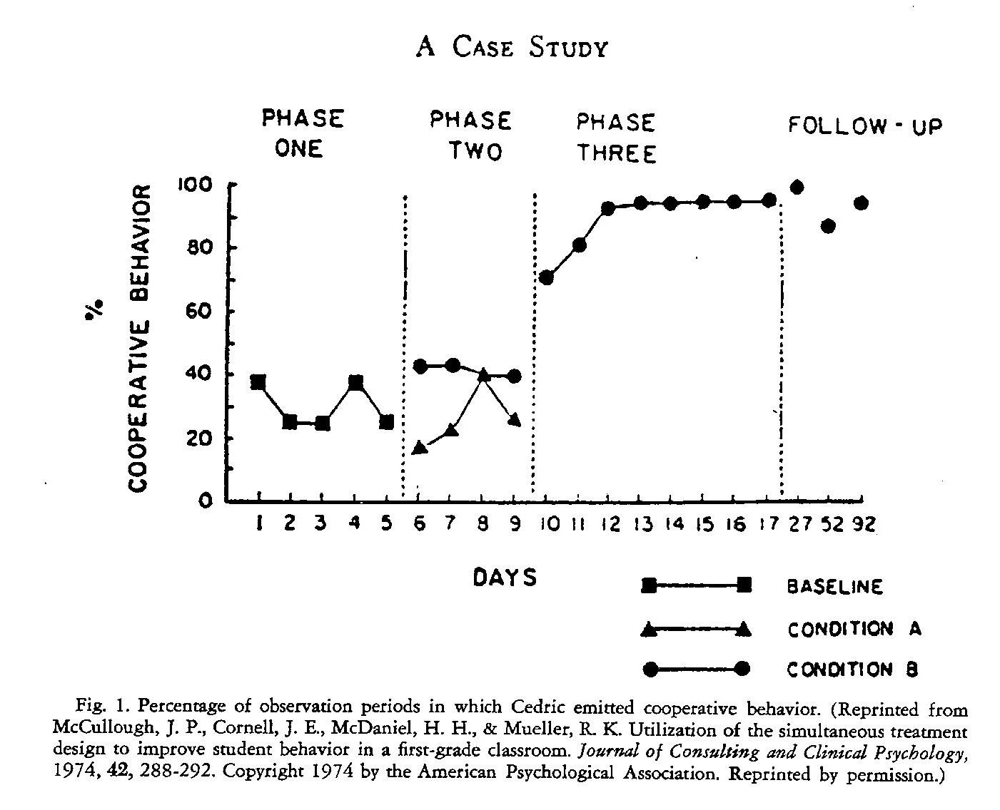 A CASE STUDY
PHASE ONE
PHASE TWO
PHASE THREE
FOLLOW-UP
% COOPERATIVE BEHAVIOR
100
80
60
40
20
0
1 2 3 4 5 6 7 8 9 10 11 12 13 14 15 16 17 27 52 92
DAYS
BASELINE
CONDITION A
CONDITION B
Fig. 1. Percentage of observation periods in which Cedric emitted cooperative behavior. (Reprinted from
McCullough, J. P., Cornell, J. E., McDaniel, H. H., & Mueller, R. K. Utilization of the simultaneous treatment
design to improve student behavior in a first-grade classroom. Journal of Consulting and Clinical Psychology,
1974, 42, 288-292. Copyright 1974 by the American Psychological Association. Reprinted by permission.)